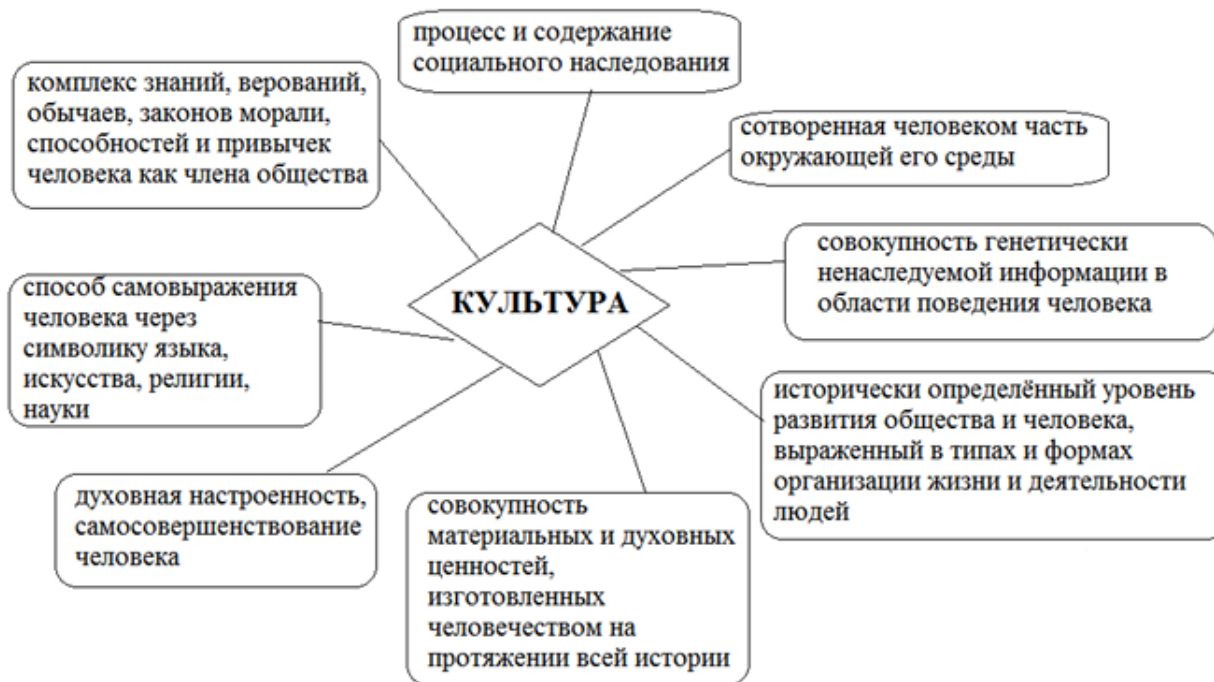 процесс и содержание
социального наследования
комплекс знаний, верований,
обычаев, законов морали,
способностей и привычек
человека как члена общества
сотворенная человеком часть
окружающей его среды
совокупность генетически
ненаследуемой информации в
области поведения человека
способ самовыражения
человека через
символику языка,
искусства, религии,
науки
КУЛЬТУРА
исторически определённый уровень
развития общества и человека,
выраженный в типах и формах
организации жизни и деятельности
людей
духовная настроенность,
самосовершенствование
человека
совокупность
материальных и духовных
ценностей,
изготовленных
человечеством на
протяжении всей истории